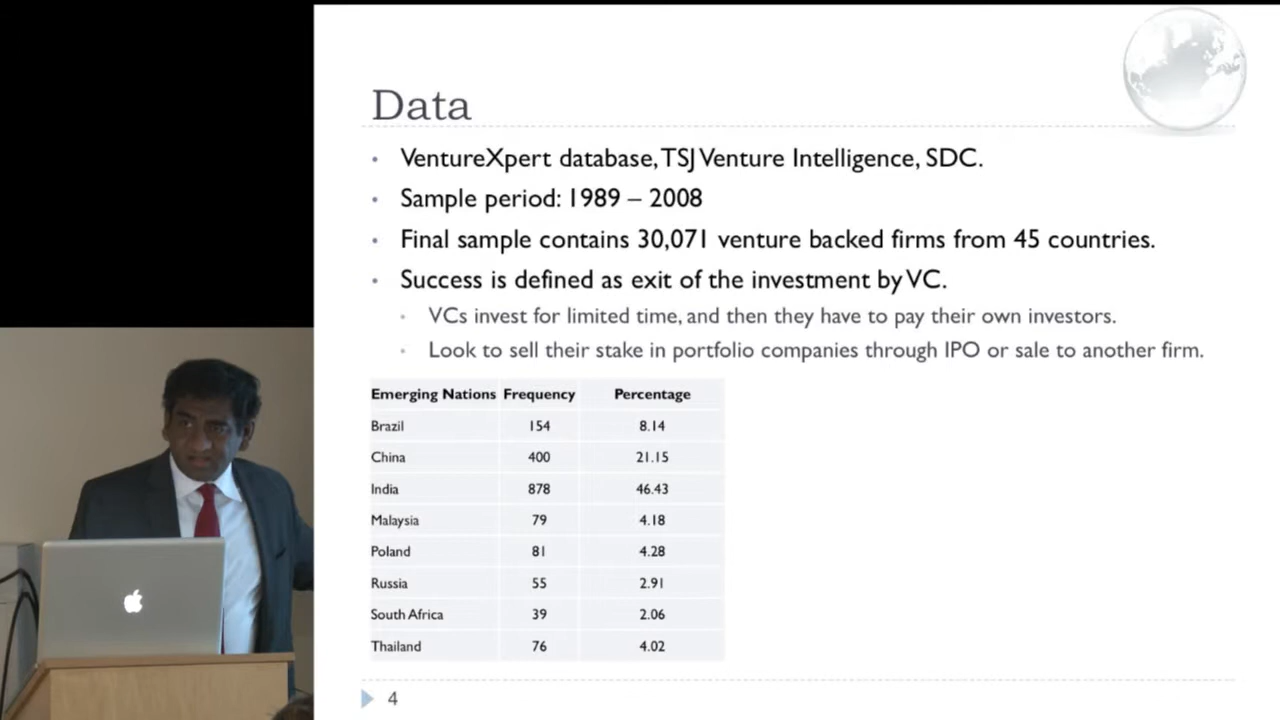 Data
• VentureXpert database, TSJ Venture Intelligence, SDC.
• Sample period: 1989 – 2008
• Final sample contains 30,071 venture backed firms from 45 countries.
• Success is defined as exit of the investment by VC.
• VCs invest for limited time, and then they have to pay their own investors.
• Look to sell their stake in portfolio companies through IPO or sale to another firm.
Emerging Nations Frequency Percentage
Brazil 154 8.14
China 400 21.15
India 878 46.43
Malaysia 79 4.18
Poland 81 4.28
Russia 55 2.91
South Africa 39 2.06
Thailand 76 4.02
4